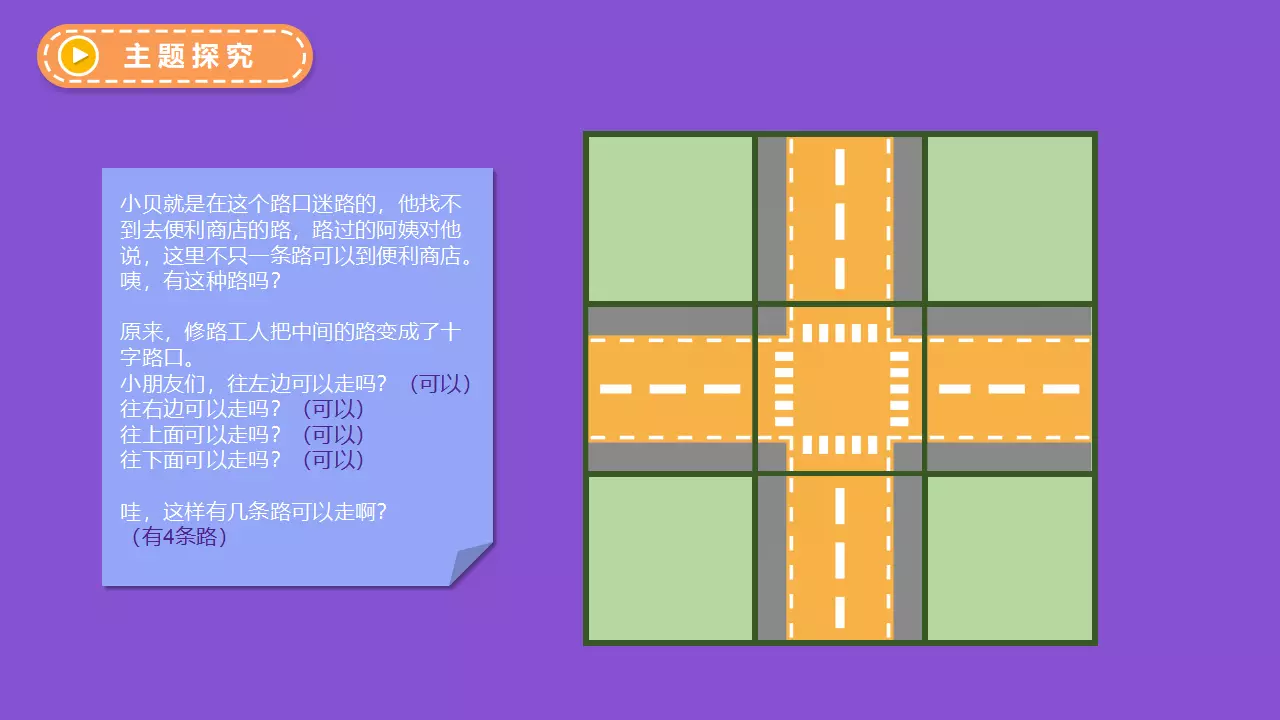 主题探究
小贝就是在这个路口迷路的，他找不
到去便利商店的路，路过的阿姨对他
说，这里不只一条路可以到便利商店。
咦，有这种路吗？
原来，修路工人把中间的路变成了十
字路口。
小朋友们，往左边可以走吗？（可以）
往右边可以走吗？（可以）
往上面可以走吗？（可以）
往下面可以走吗？（可以）
哇，这样有几条路可以走啊？
（有4条路）